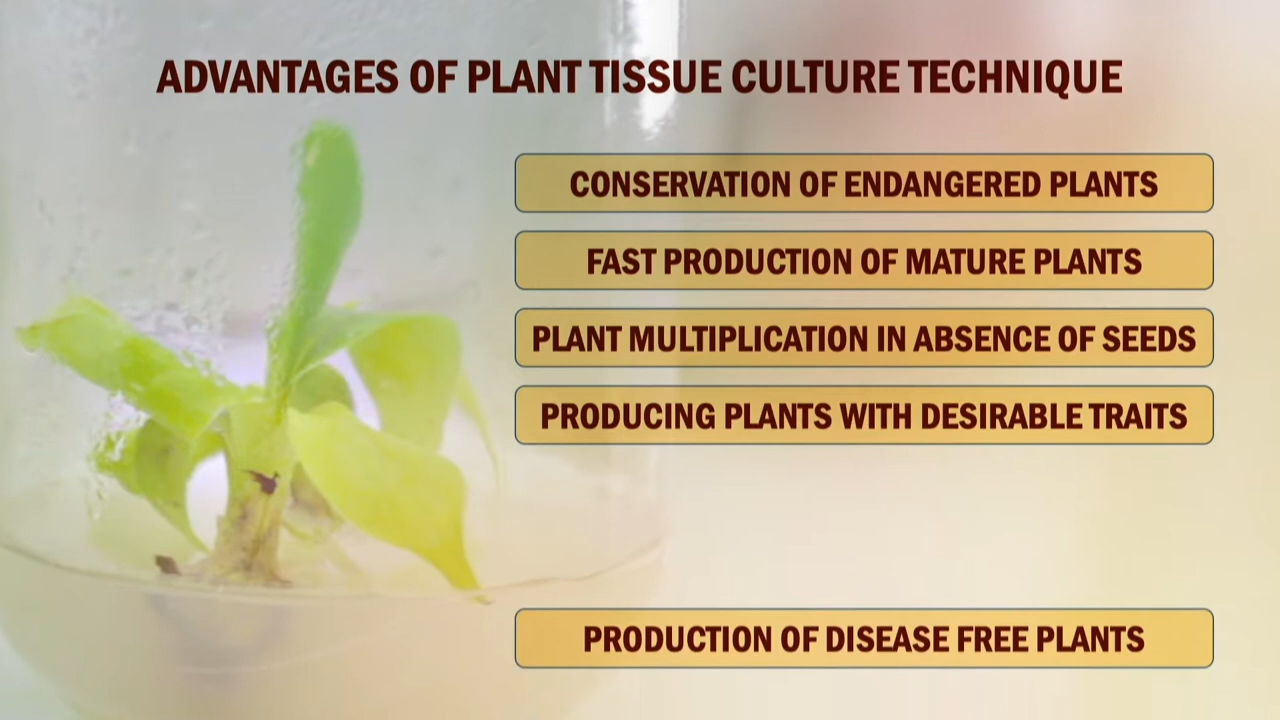 ADVANTAGES OF PLANT TISSUE CULTURE TECHNIQUE
CONSERVATION OF ENDANGERED PLANTS
FAST PRODUCTION OF MATURE PLANTS
PLANT MULTIPLICATION IN ABSENCE OF SEEDS
PRODUCING PLANTS WITH DESIRABLE TRAITS
PRODUCTION OF DISEASE FREE PLANTS